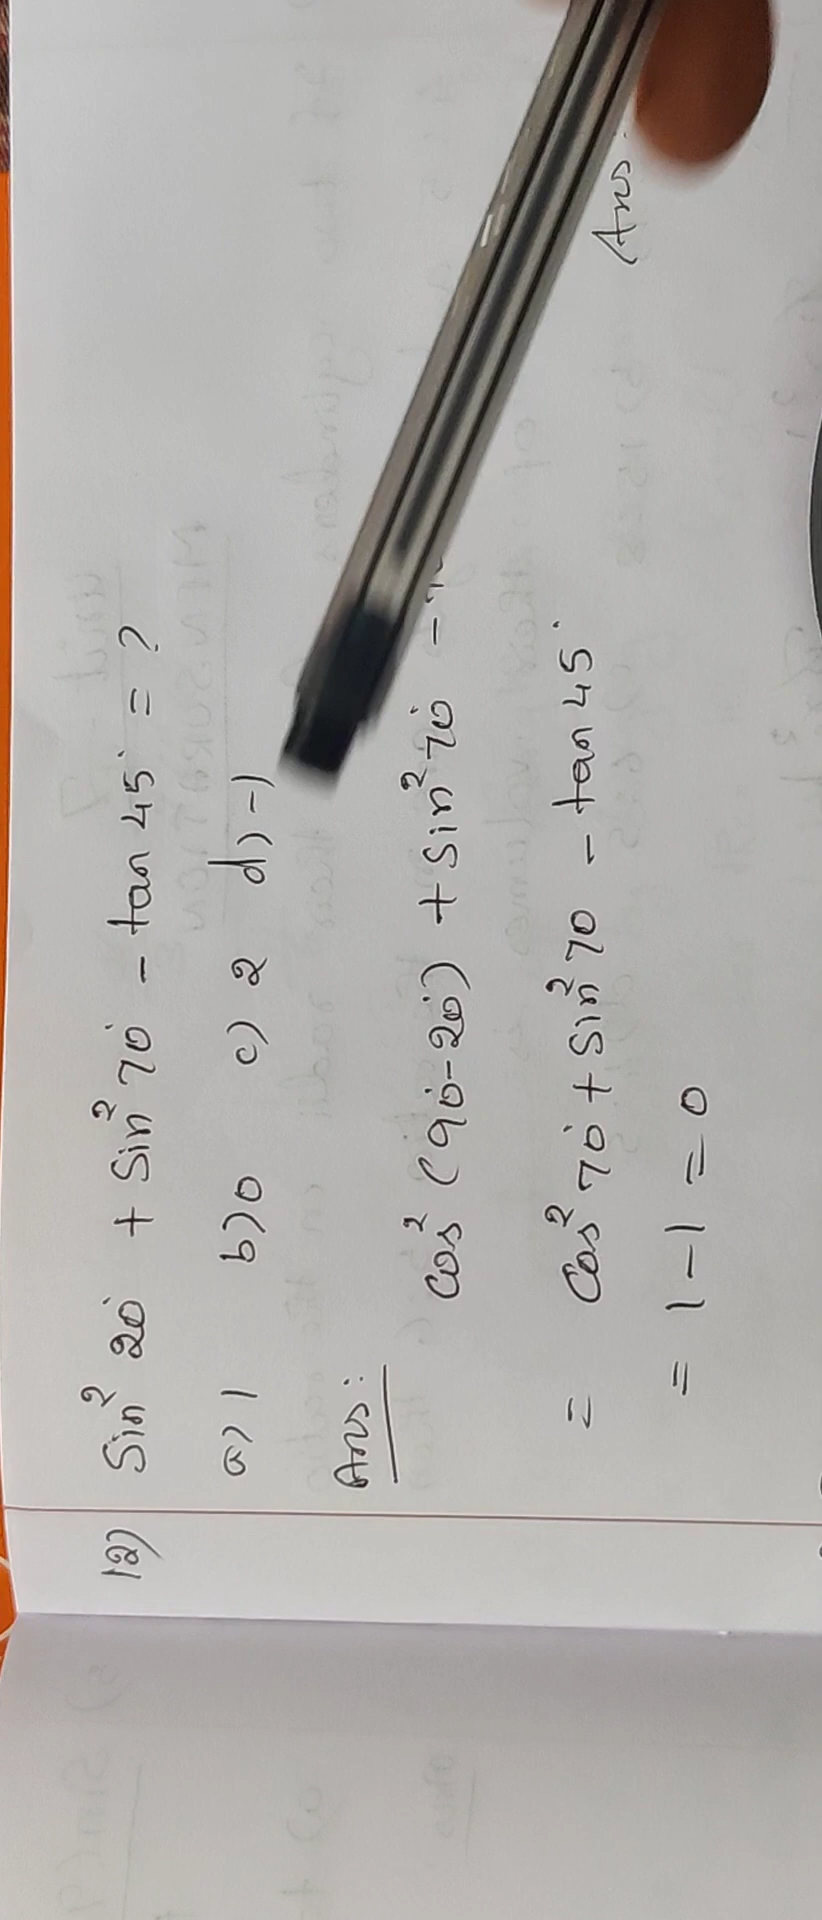 12) Sin² 20° + Sin² 70° - tan 45° = ?
a) 1 b) 0 c) 2 d) -1
Ans:
Cos² (90°-20°) + Sin² 70° -
= Cos² 70° + Sin² 70 - tan 45°
Ans.
= 1 - 1 = 0